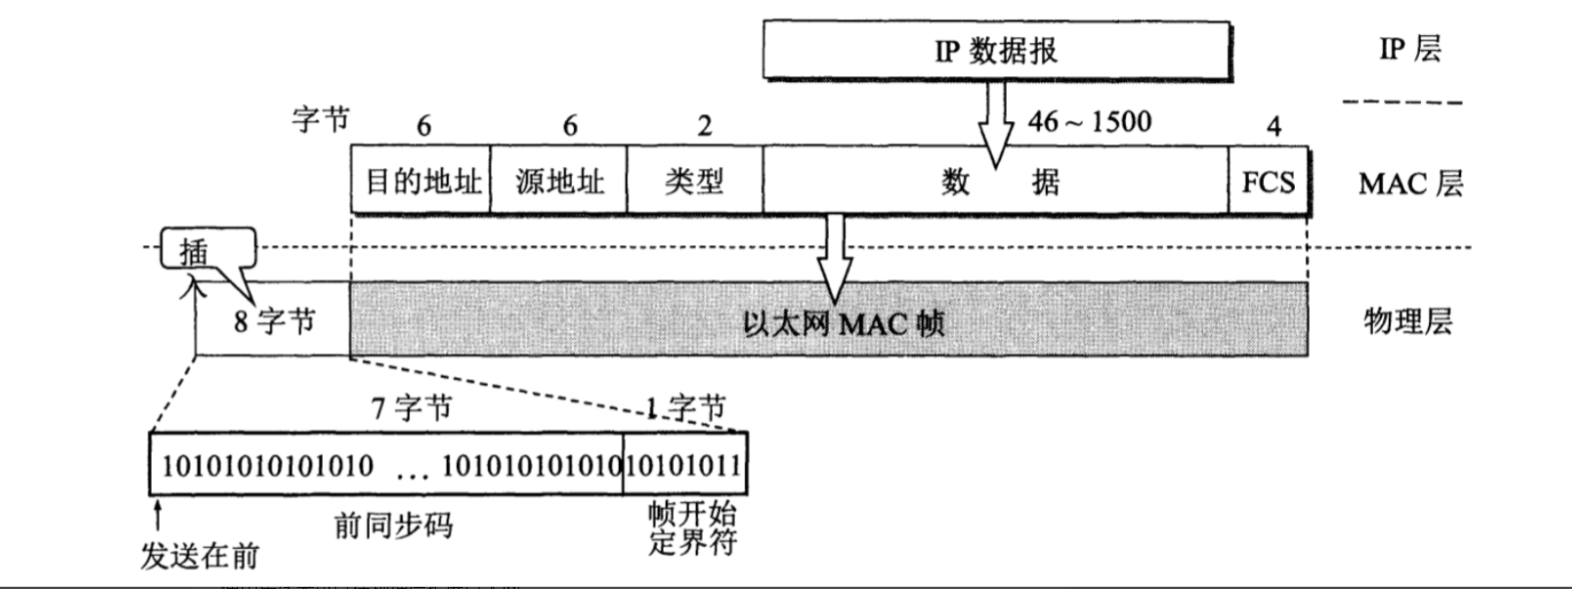 IP 数据报
IP 层
字节 6 6 2 46 ~ 1500 4
目的地址 源地址 类型 数 据 FCS
MAC 层
插
入
8 字节
以太网 MAC 帧
物理层
7 字节 1 字节
10101010101010 ... 101010101010 10101011
前同步码
帧开始
定界符
发送在前